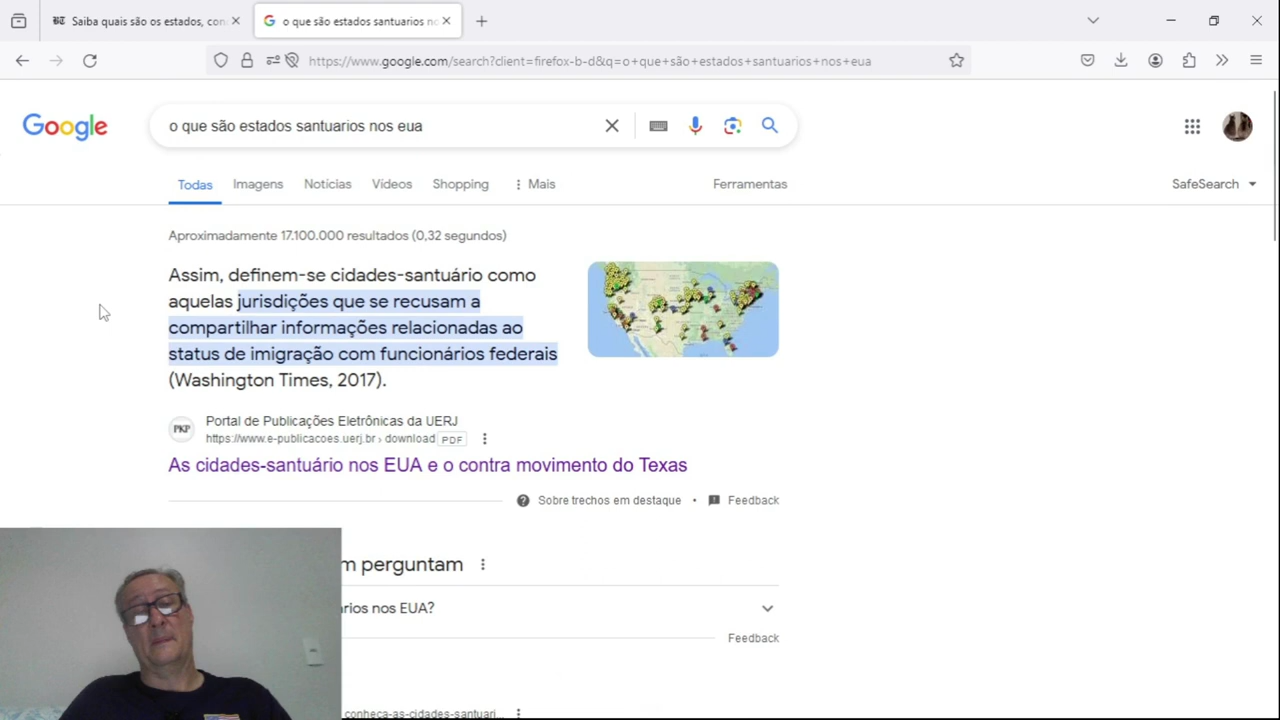 Saiba quais são os estados, con
o que são estados santuarios no
https://www.google.com/search?client=firefox-b-d&q=o+que+são+estados+santuarios+nos+eua
Google
o que são estados santuarios nos eua
Todas
Imagens
Notícias
Vídeos
Shopping
Mais
Ferramentas
SafeSearch
Aproximadamente 17.100.000 resultados (0,32 segundos)
Assim, definem-se cidades-santuário como
aquelas jurisdições que se recusam a
compartilhar informações relacionadas ao
status de imigração com funcionários federais
(Washington Times, 2017).
PKP
Portal de Publicações Eletrônicas da UERJ
https://www.e-publicacoes.uerj.br › download PDF
As cidades-santuário nos EUA e o contra movimento do Texas
Sobre trechos em destaque
•
Feedback
m perguntam
rios nos EUA?
Feedback
conheca-as-cidades-santuari...